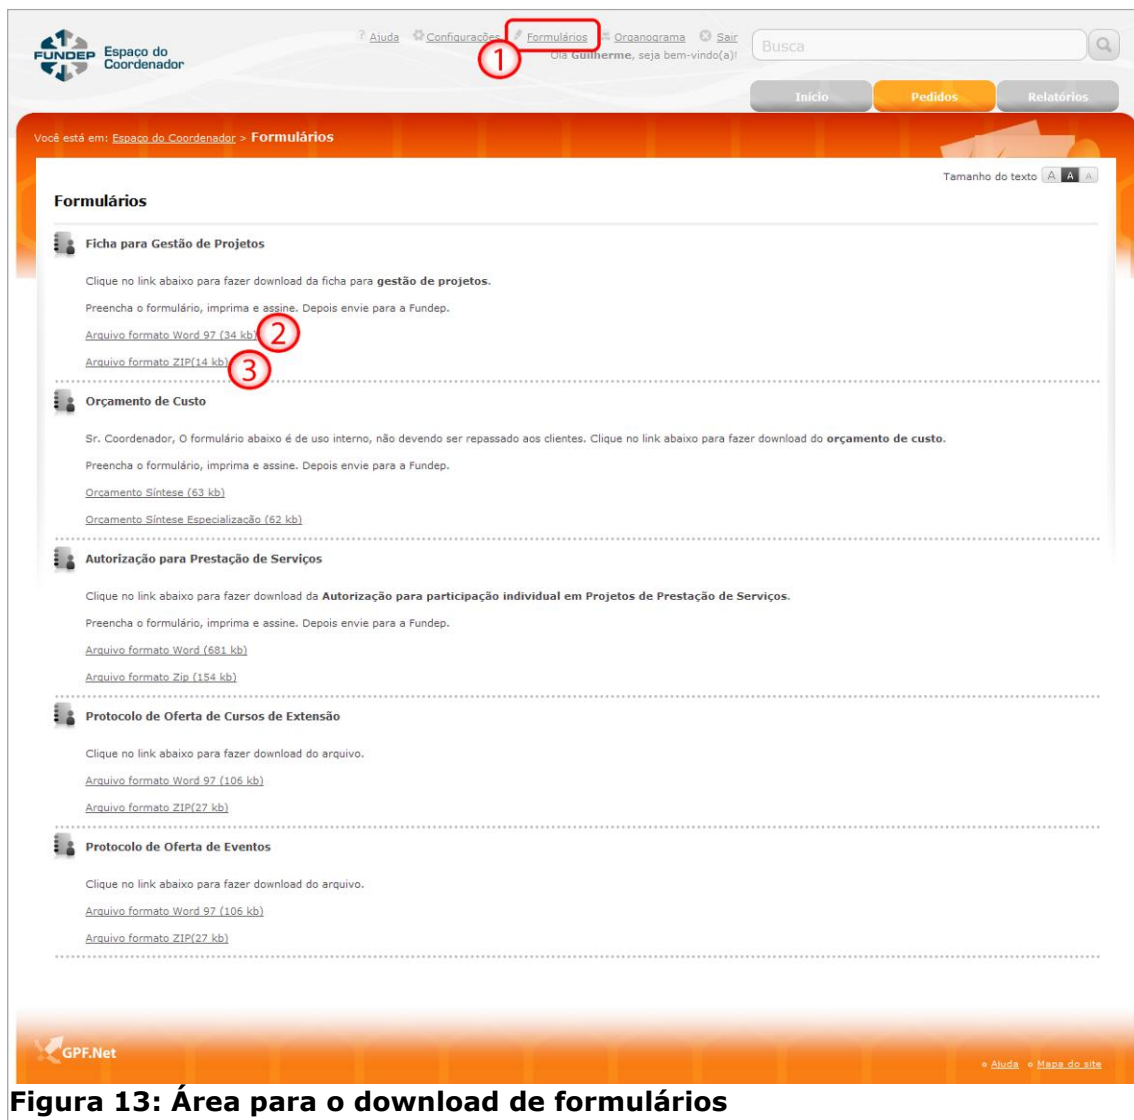 ? Ajuda Configurações Formulários Organograma Sair
Olá Guilherme, seja bem-vindo(a)!
1
FUNDEP
Espaço do
Coordenador
Busca
Início Pedidos Relatórios
Você está em: Espaço do Coordenador > Formulários
Tamanho do texto A A A
Formulários
Ficha para Gestão de Projetos
Clique no link abaixo para fazer download da ficha para gestão de projetos.
Preencha o formulário, imprima e assine. Depois envie para a Fundep.
Arquivo formato Word 97 (34 kb) 2
Arquivo formato ZIP(14 kb) 3
Orçamento de Custo
Sr. Coordenador, O formulário abaixo é de uso interno, não devendo ser repassado aos clientes. Clique no link abaixo para fazer download do orçamento de custo.
Preencha o formulário, imprima e assine. Depois envie para a Fundep.
Orçamento Síntese (63 kb)
Orçamento Síntese Especialização (62 kb)
Autorização para Prestação de Serviços
Clique no link abaixo para fazer download da Autorização para participação individual em Projetos de Prestação de Serviços.
Preencha o formulário, imprima e assine. Depois envie para a Fundep.
Arquivo formato Word (681 kb)
Arquivo formato Zip (154 kb)
Protocolo de Oferta de Cursos de Extensão
Clique no link abaixo para fazer download do arquivo.
Arquivo formato Word 97 (106 kb)
Arquivo formato ZIP(27 kb)
Protocolo de Oferta de Eventos
Clique no link abaixo para fazer download do arquivo.
Arquivo formato Word 97 (106 kb)
Arquivo formato ZIP(27 kb)
GPF.Net
Ajuda Mapa do site
Figura 13: Área para o download de formulários